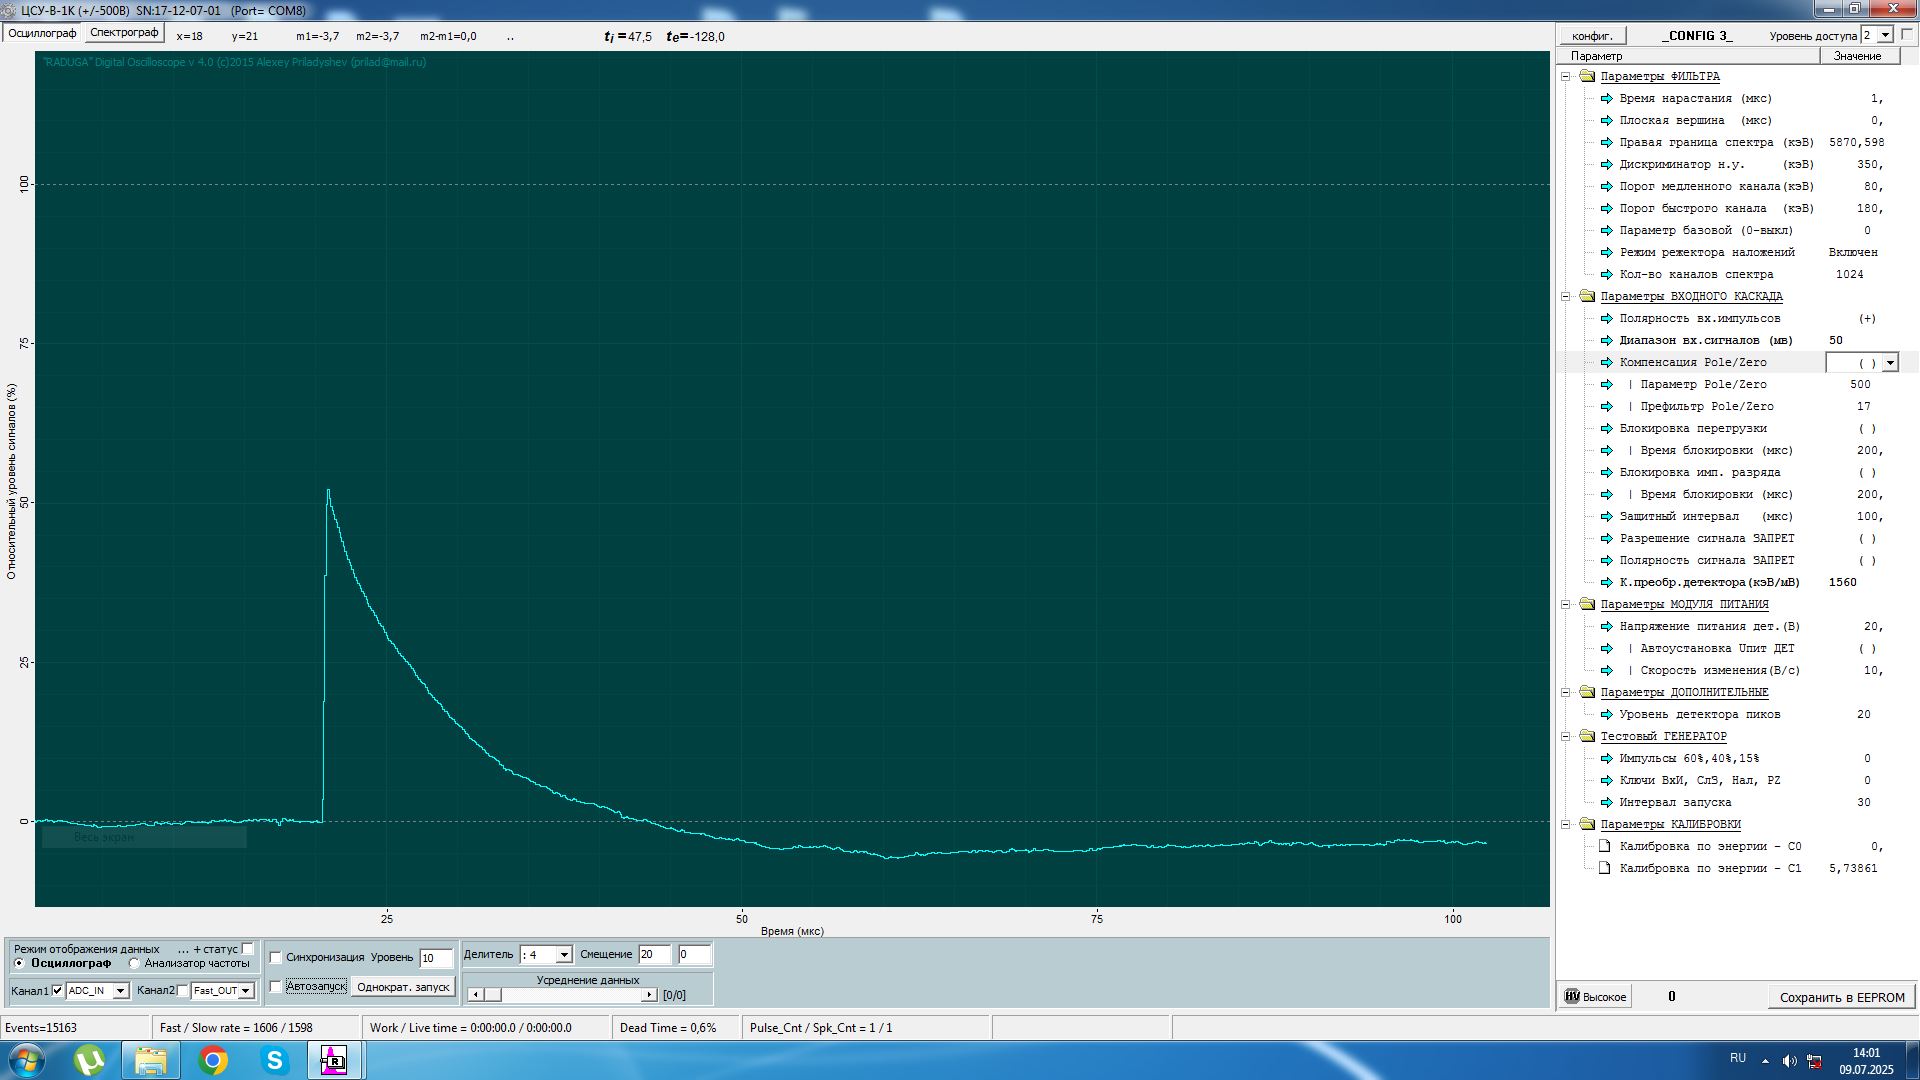 ЦСУ-В-1К (+/-500В) SN:17-12-07-01 (Port= COM8)
Осциллограф Спектрограф x=18 y=21 m1=-3,7 m2=-3,7 m2-m1=0,0 .. ti =47,5 te=-128,0
"RADUGA" Digital Oscilloscope v 4.0 (c)2015 Alexey Priladyshev (prilad@mail.ru)
100
75
50
25
0
Относительный уровень сигналов (%)
Весь экран
25 50 75 100
Время (мкс)
конфиг. _CONFIG 3_ Уровень доступа 2
Параметр Значение
Параметры ФИЛЬТРА
Время нарастания (мкс) 1,
Плоская вершина (мкс) 0,
Правая граница спектра (кэВ) 5870,598
Дискриминатор н.у. (кэВ) 350,
Порог медленного канала(кэВ) 80,
Порог быстрого канала (кэВ) 180,
Параметр базовой (0-выкл) 0
Режим режектора наложений Включен
Кол-во каналов спектра 1024
Параметры ВХОДНОГО КАСКАДА
Полярность вх.импульсов (+)
Диапазон вх.сигналов (мв) 50
Компенсация Pole/Zero ( )
| Параметр Pole/Zero 500
| Префильтр Pole/Zero 17
Блокировка перегрузки ( )
| Время блокировки (мкс) 200,
Блокировка имп. разряда ( )
| Время блокировки (мкс) 200,
Защитный интервал (мкс) 100,
Разрешение сигнала ЗАПРЕТ ( )
Полярность сигнала ЗАПРЕТ ( )
К.преобр.детектора(кэВ/мВ) 1560
Параметры МОДУЛЯ ПИТАНИЯ
Напряжение питания дет.(В) 20,
| Автоустановка Uпит ДЕТ ( )
| Скорость изменения(В/с) 10,
Параметры ДОПОЛНИТЕЛЬНЫЕ
Уровень детектора пиков 20
Тестовый ГЕНЕРАТОР
Импульсы 60%,40%,15% 0
Ключи ВхИ, СлЗ, Нал, PZ 0
Интервал запуска 30
Параметры КАЛИБРОВКИ
Калибровка по энергии - C0 0,
Калибровка по энергии - C1 5,73861
HV Высокое 0 Сохранить в EEPROM
Режим отображения данных ... + статус
Осциллограф Анализатор частоты
Канал1 ADC_IN Канал2 Fast_OUT
Синхронизация Уровень 10
Автозапуск Однократ. запуск
Делитель : 4 Смещение 20 0
Усреднение данных
[0/0]
Events=15163 Fast / Slow rate = 1606 / 1598 Work / Live time = 0:00:00.0 / 0:00:00.0 Dead Time = 0,6% Pulse_Cnt / Spk_Cnt = 1 / 1
RU 14:01
09.07.2025